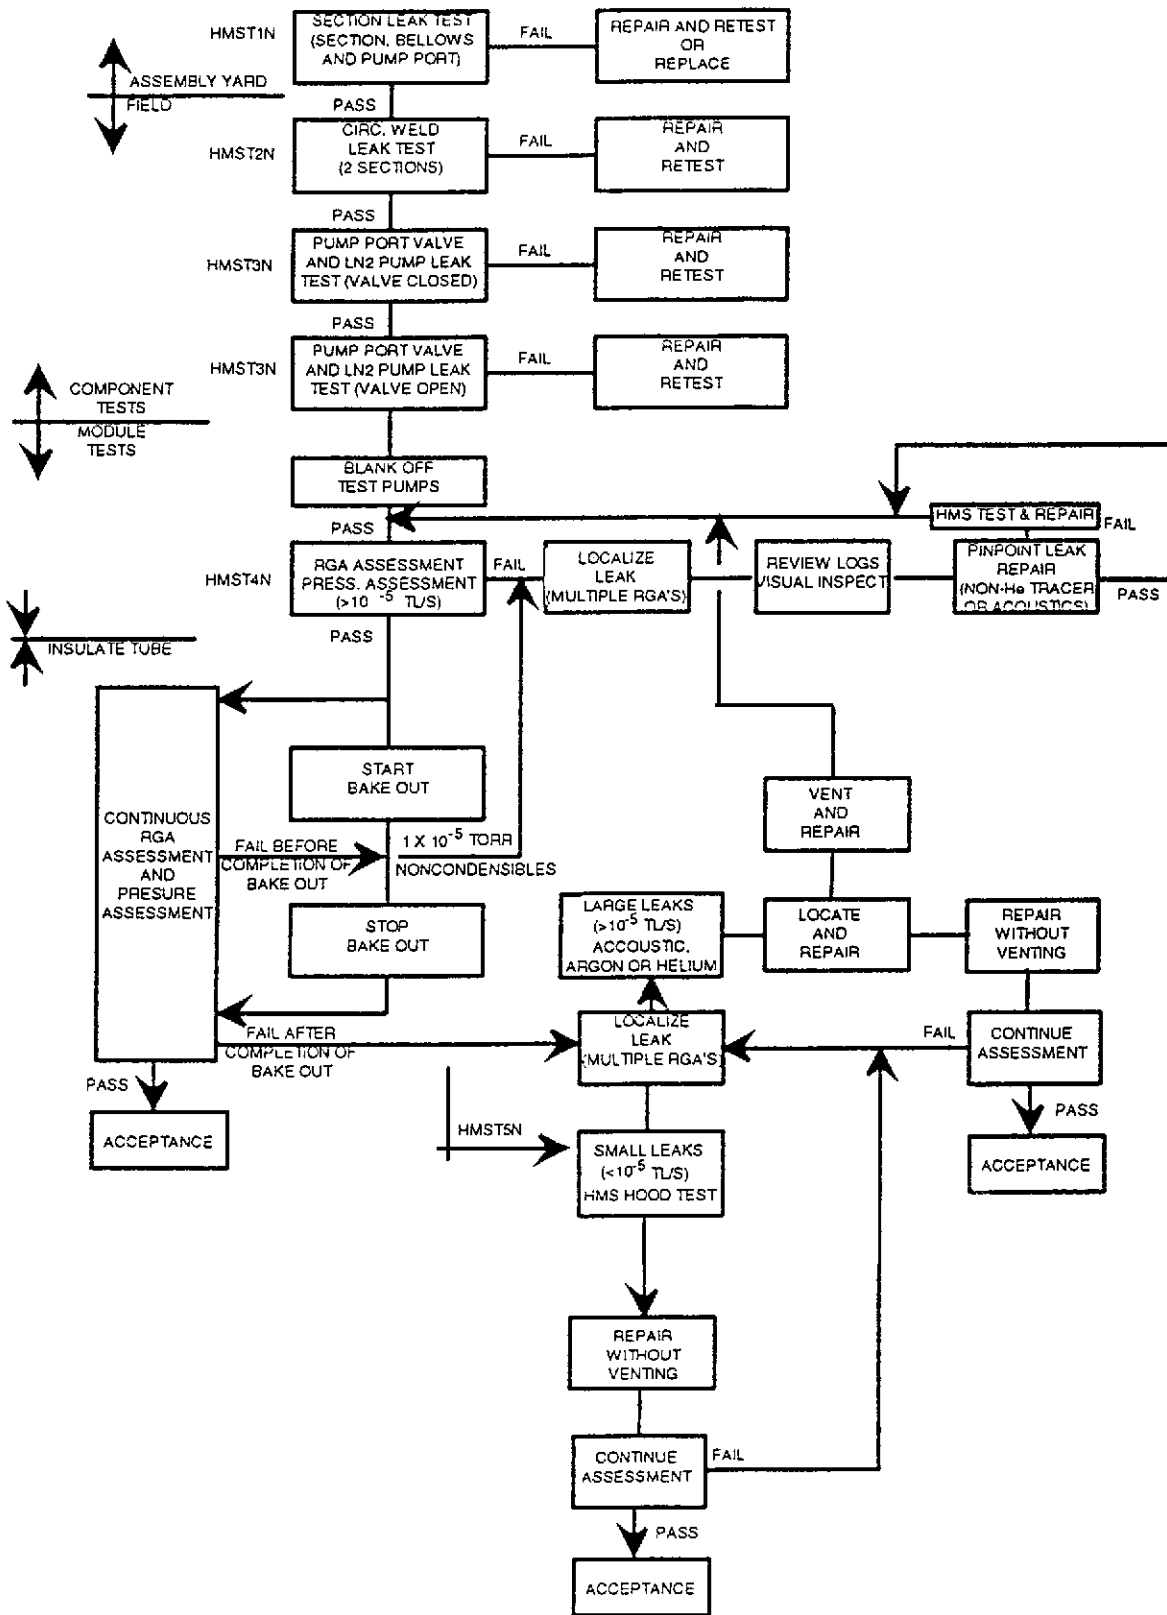 HMST1N
SECTION LEAK TEST
(SECTION, BELLOWS
AND PUMP PORT)
FAIL
REPAIR AND RETEST
OR
REPLACE
ASSEMBLY YARD
FIELD
PASS
HMST2N
CIRC. WELD
LEAK TEST
(2 SECTIONS)
FAIL
REPAIR
AND
RETEST
PASS
HMST3N
PUMP PORT VALVE
AND LN2 PUMP LEAK
TEST (VALVE CLOSED)
FAIL
REPAIR
AND
RETEST
PASS
HMST3N
PUMP PORT VALVE
AND LN2 PUMP LEAK
TEST (VALVE OPEN)
FAIL
REPAIR
AND
RETEST
COMPONENT
TESTS
MODULE
TESTS
BLANK OFF
TEST PUMPS
PASS
HMS TEST & REPAIR
FAIL
HMST4N
RGA ASSESSMENT
PRESS. ASSESSMENT
(>10⁻⁵ TL/S)
FAIL
LOCALIZE
LEAK
(MULTIPLE RGA'S)
REVIEW LOGS
VISUAL INSPECT
PINPOINT LEAK
REPAIR
(NON-He TRACER
OR ACOUSTICS)
PASS
PASS
INSULATE TUBE
CONTINUOUS
RGA
ASSESSMENT
AND
PRESURE
ASSESSMENT
START
BAKE OUT
FAIL BEFORE
COMPLETION OF
BAKE OUT
1 X 10⁻⁵ TORR
NONCONDENSIBLES
STOP
BAKE OUT
VENT
AND
REPAIR
LARGE LEAKS
(>10⁻⁵ TL/S)
ACCOUSTIC,
ARGON OR HELIUM
LOCATE
AND
REPAIR
REPAIR
WITHOUT
VENTING
FAIL AFTER
COMPLETION OF
BAKE OUT
LOCALIZE
LEAK
(MULTIPLE RGA'S)
FAIL
CONTINUE
ASSESSMENT
PASS
ACCEPTANCE
PASS
ACCEPTANCE
HMST5N
SMALL LEAKS
(<10⁻⁵ TL/S)
HMS HOOD TEST
REPAIR
WITHOUT
VENTING
CONTINUE
ASSESSMENT
FAIL
PASS
ACCEPTANCE